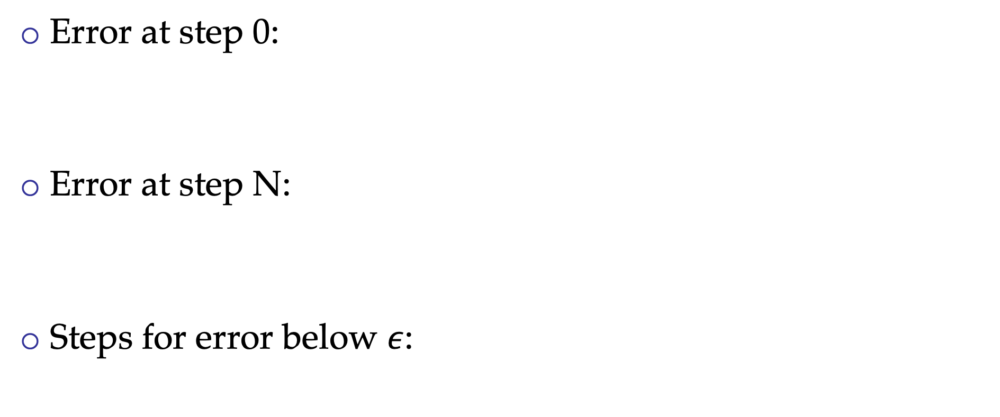 Error at step 0:
Error at step N:
Steps for error below ϵ: